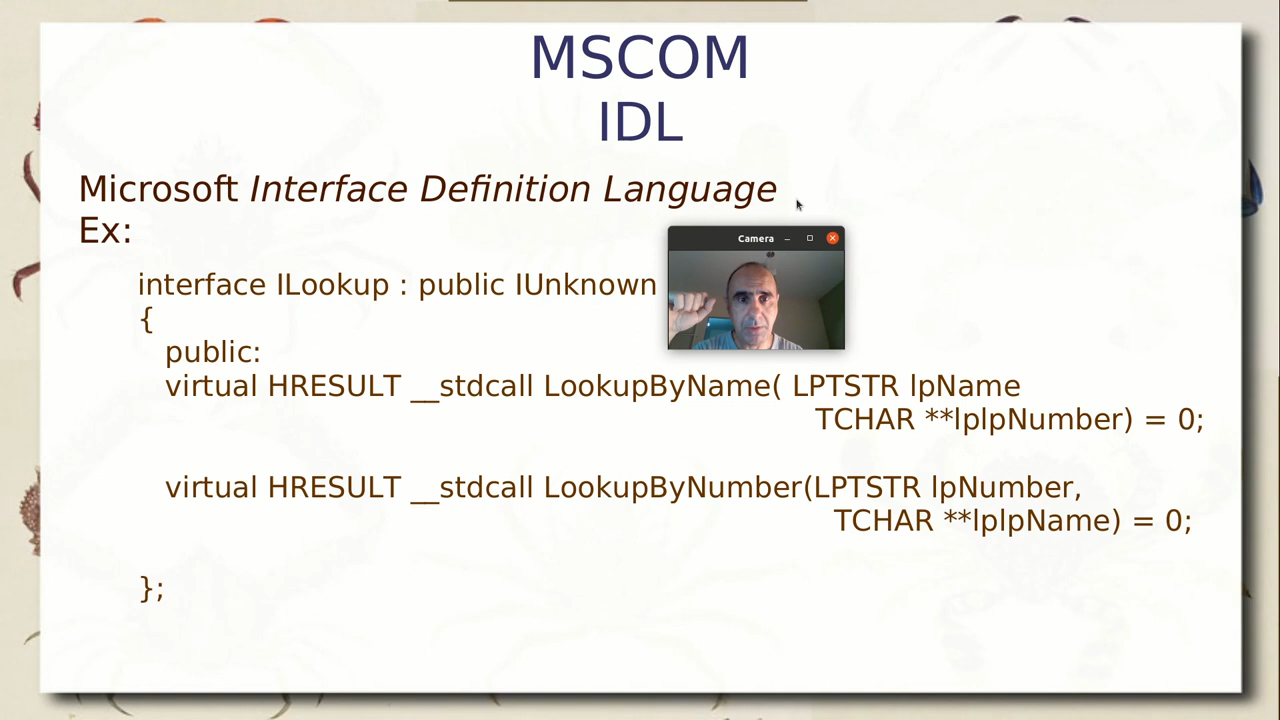 MSCOM
IDL
Microsoft Interface Definition Language
Ex:
Camera
interface ILookup : public IUnknown
{
public:
virtual HRESULT __stdcall LookupByName( LPTSTR lpName
TCHAR **lplpNumber) = 0;
virtual HRESULT __stdcall LookupByNumber(LPTSTR lpNumber,
TCHAR **lplpName) = 0;
};